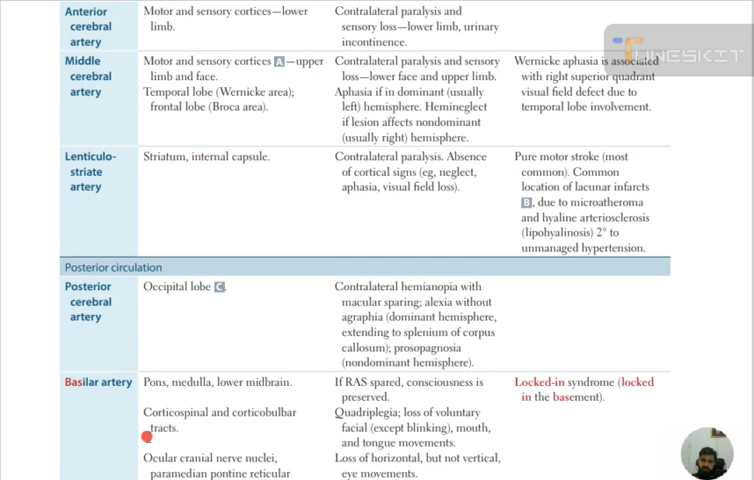 Anterior
cerebral
artery
Motor and sensory cortices—lower
limb.
Contralateral paralysis and
sensory loss—lower limb, urinary
incontinence.
Middle
cerebral
artery
Motor and sensory cortices A—upper
limb and face.
Temporal lobe (Wernicke area);
frontal lobe (Broca area).
Contralateral paralysis and sensory
loss—lower face and upper limb.
Aphasia if in dominant (usually
left) hemisphere. Hemineglect
if lesion affects nondominant
(usually right) hemisphere.
Wernicke aphasia is associated
with right superior quadrant
visual field defect due to
temporal lobe involvement.
TUNESKIT
Lenticulo-
striate
artery
Striatum, internal capsule.
Contralateral paralysis. Absence
of cortical signs (eg, neglect,
aphasia, visual field loss).
Pure motor stroke (most
common). Common
location of lacunar infarcts
B, due to microatheroma
and hyaline arteriosclerosis
(lipohyalinosis) 2° to
unmanaged hypertension.
Posterior circulation
Posterior
cerebral
artery
Occipital lobe C.
Contralateral hemianopia with
macular sparing; alexia without
agraphia (dominant hemisphere,
extending to splenium of corpus
callosum); prosopagnosia
(nondominant hemisphere).
Basilar artery
Pons, medulla, lower midbrain.
If RAS spared, consciousness is
preserved.
Locked-in syndrome (locked
in the basement).
Corticospinal and corticobulbar
tracts.
Quadriplegia; loss of voluntary
facial (except blinking), mouth,
and tongue movements.
Ocular cranial nerve nuclei,
paramedian pontine reticular
Loss of horizontal, but not vertical,
eye movements.